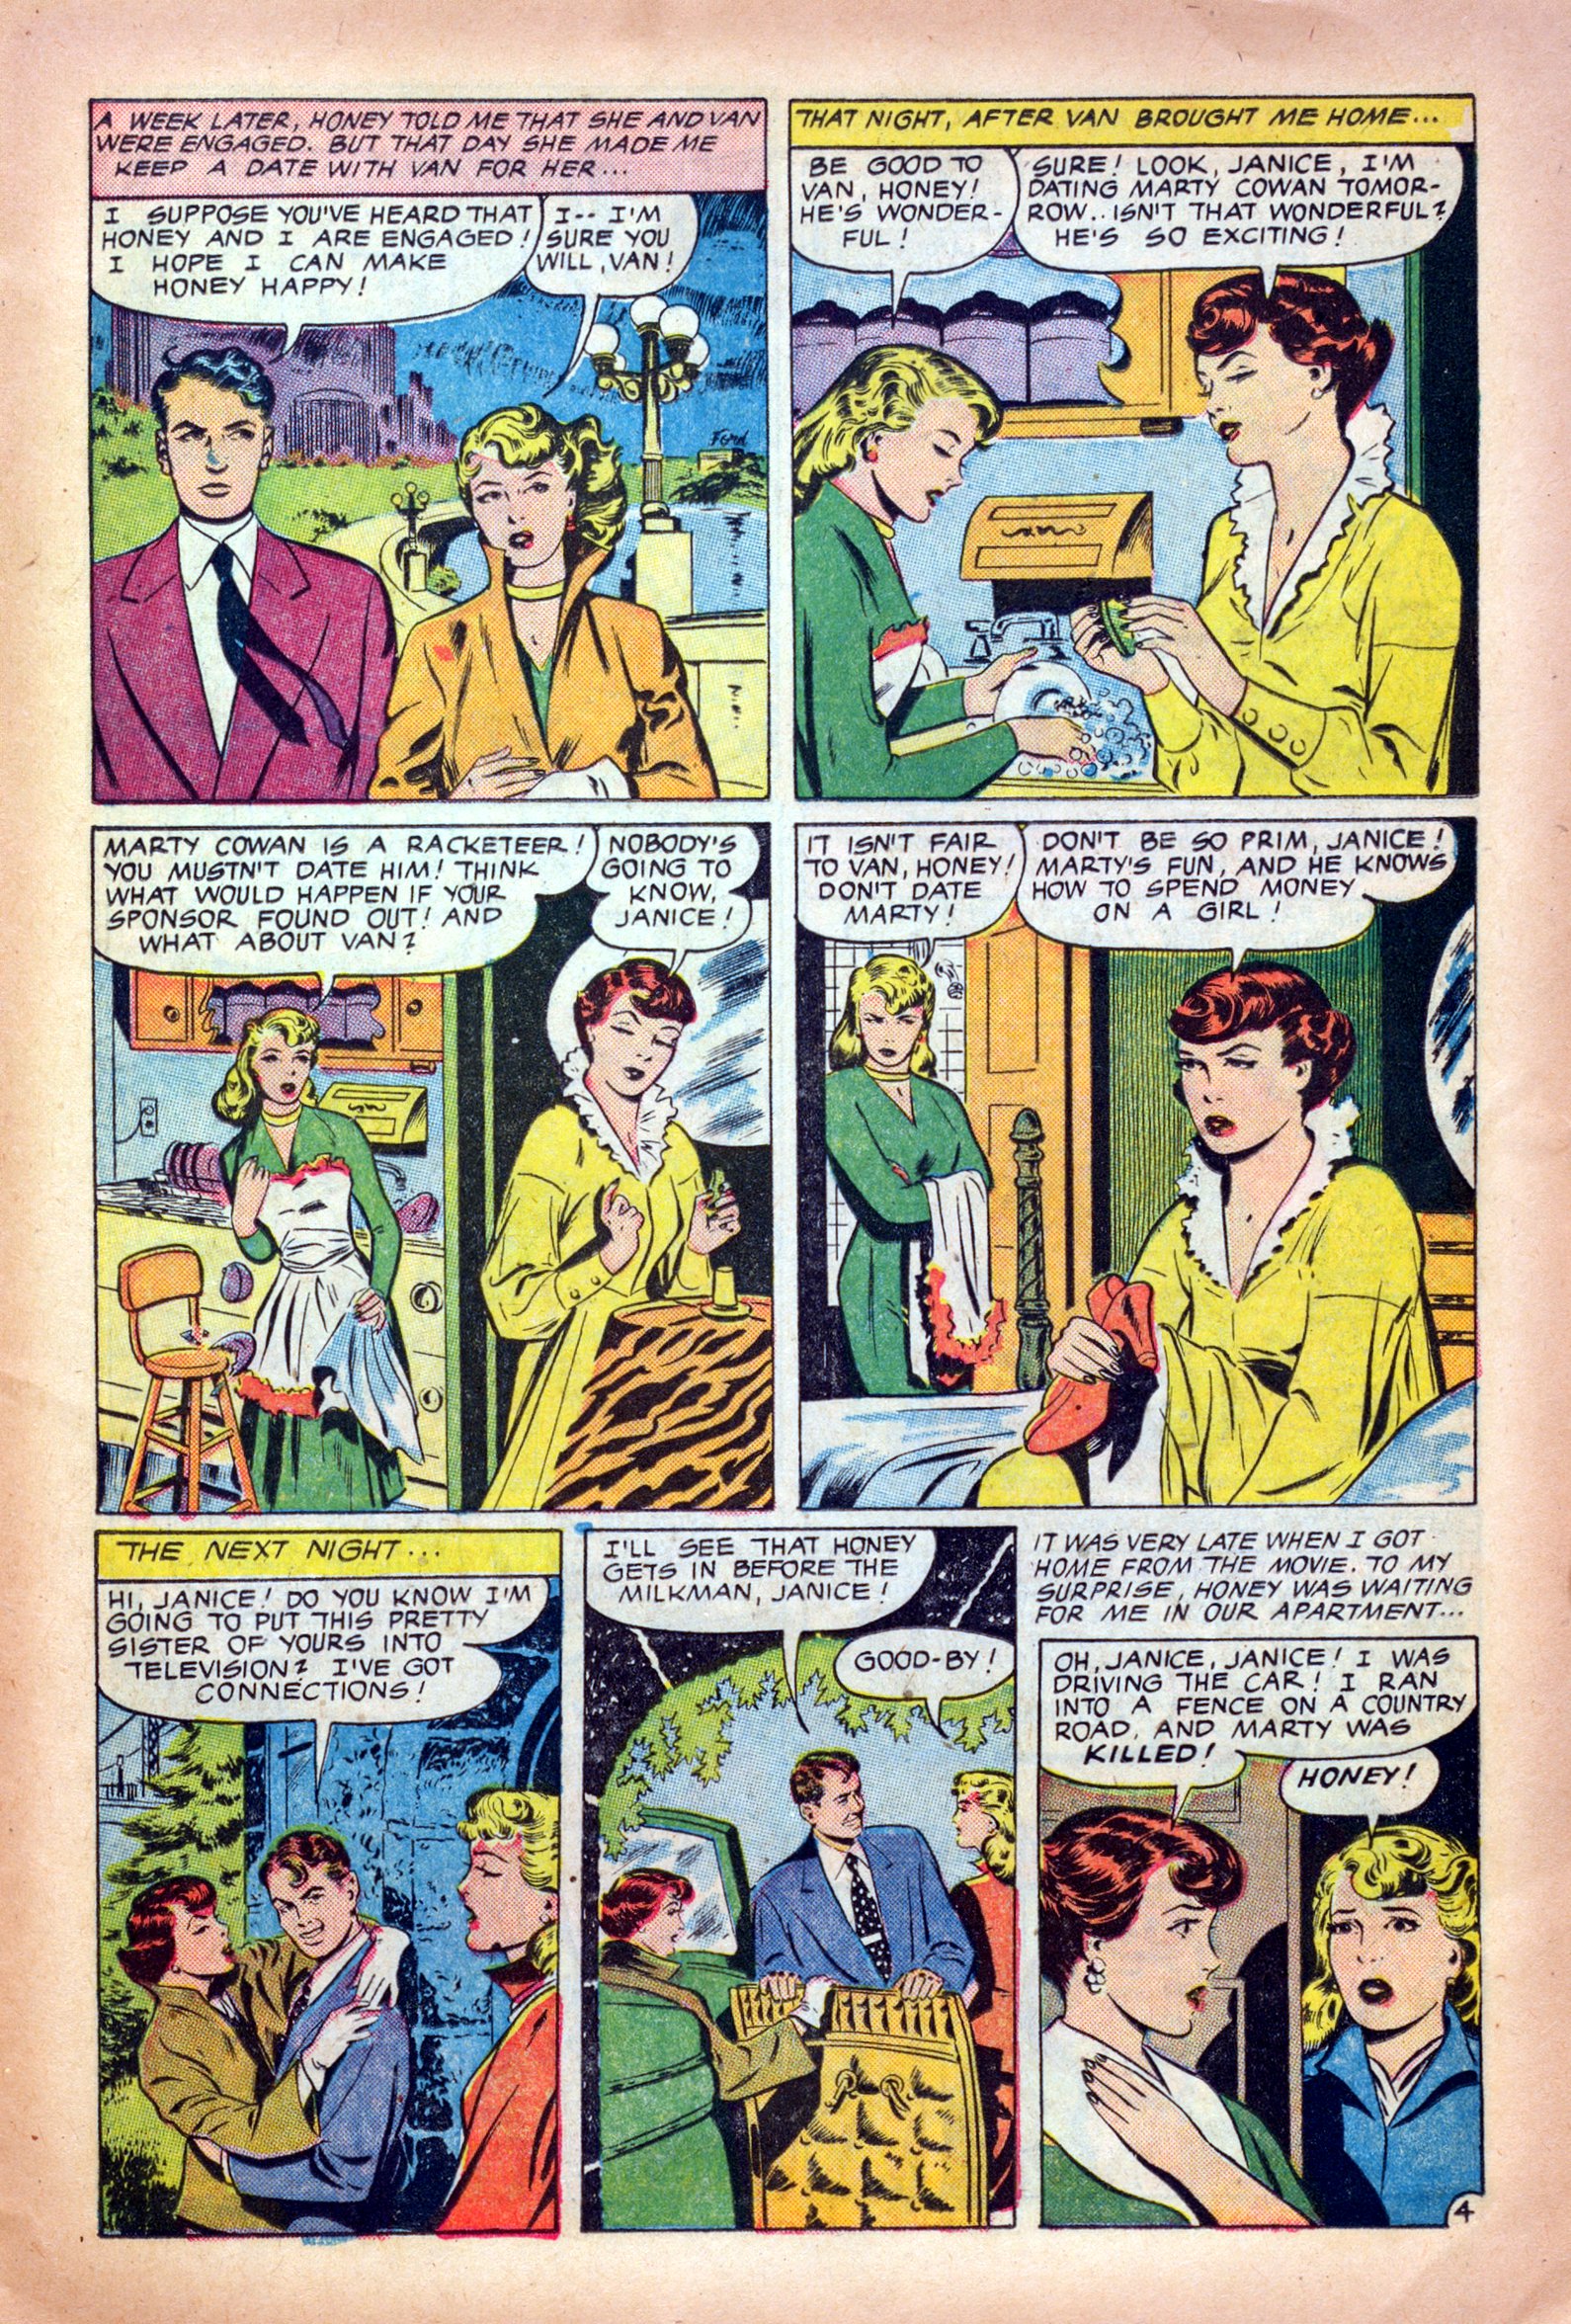 A WEEK LATER, HONEY TOLD ME THAT SHE AND VAN
WERE ENGAGED. BUT THAT DAY SHE MADE ME
KEEP A DATE WITH VAN FOR HER...
I SUPPOSE YOU'VE HEARD THAT
HONEY AND I ARE ENGAGED!
I HOPE I CAN MAKE
HONEY HAPPY!
I-- I'M
SURE YOU
WILL, VAN!
Ford
THAT NIGHT, AFTER VAN BROUGHT ME HOME...
BE GOOD TO
VAN, HONEY!
HE'S WONDER-
FUL!
SURE! LOOK, JANICE, I'M
DATING MARTY COWAN TOMOR-
ROW.. ISN'T THAT WONDERFUL?
HE'S SO EXCITING!
MARTY COWAN IS A RACKETEER!
YOU MUSTN'T DATE HIM! THINK
WHAT WOULD HAPPEN IF YOUR
SPONSOR FOUND OUT! AND
WHAT ABOUT VAN?
NOBODY'S
GOING TO
KNOW,
JANICE!
IT ISN'T FAIR
TO VAN, HONEY!
DON'T DATE
MARTY!
DON'T BE SO PRIM, JANICE!
MARTY'S FUN, AND HE KNOWS
HOW TO SPEND MONEY
ON A GIRL!
THE NEXT NIGHT...
HI, JANICE! DO YOU KNOW I'M
GOING TO PUT THIS PRETTY
SISTER OF YOURS INTO
TELEVISION? I'VE GOT
CONNECTIONS!
I'LL SEE THAT HONEY
GETS IN BEFORE THE
MILKMAN, JANICE!
GOOD-BY!
IT WAS VERY LATE WHEN I GOT
HOME FROM THE MOVIE. TO MY
SURPRISE, HONEY WAS WAITING
FOR ME IN OUR APARTMENT...
OH, JANICE, JANICE! I WAS
DRIVING THE CAR! I RAN
INTO A FENCE ON A COUNTRY
ROAD, AND MARTY WAS
KILLED!
HONEY!
4